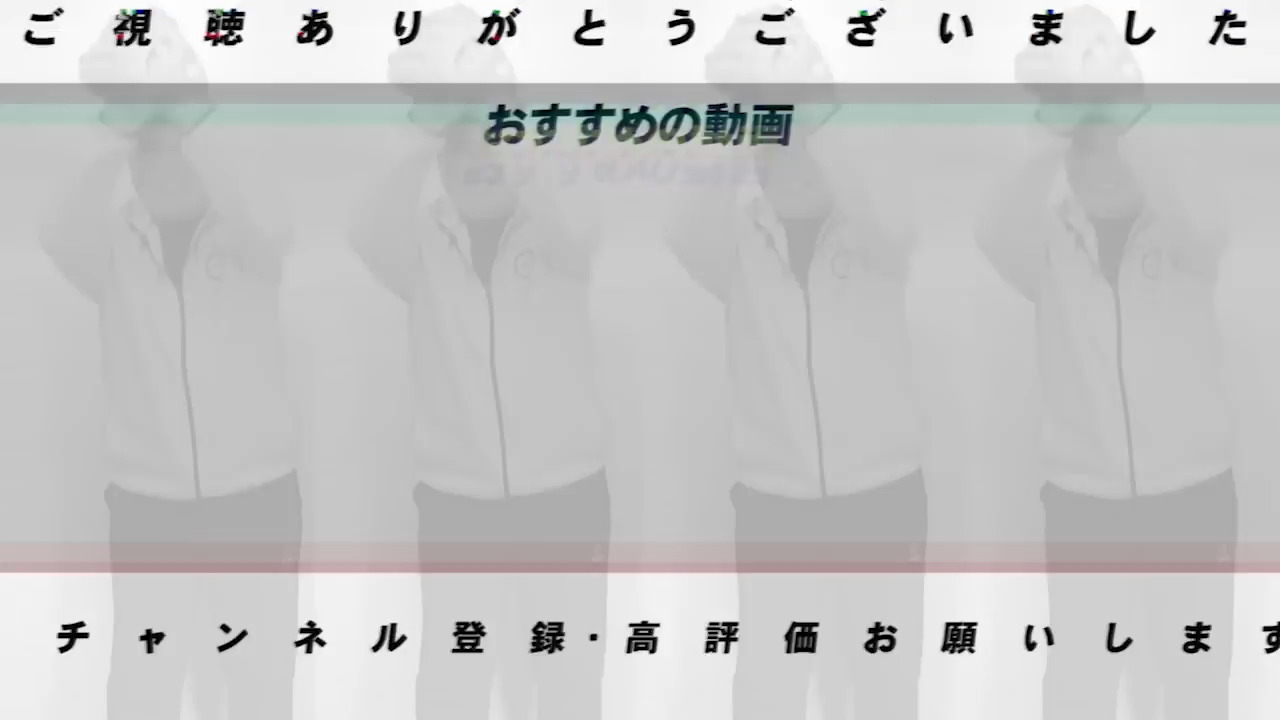 ご視聴ありがとうございました
おすすめの動画
チャンネル登録・高評価お願いします